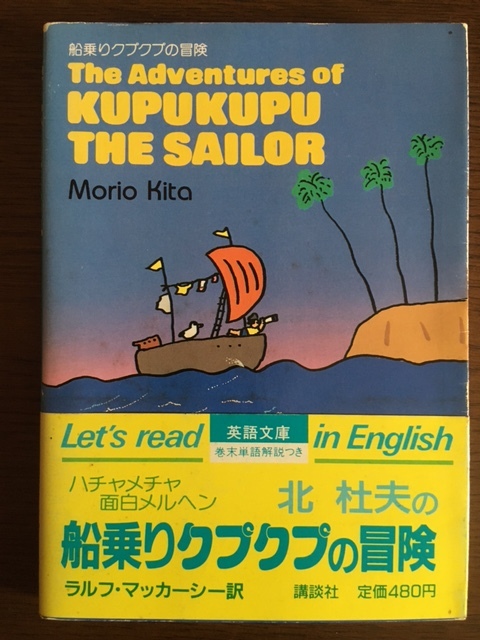 船乗りクプクプの冒険
The Adventures of
KUPUKUPU
THE SAILOR
Morio Kita
Let's read 英語文庫 in English
巻末単語解説つき
ハチャメチャ
面白メルヘン
北 杜夫の
船乗りクプクプの冒険
ラルフ・マッカーシー訳 講談社 定価480円